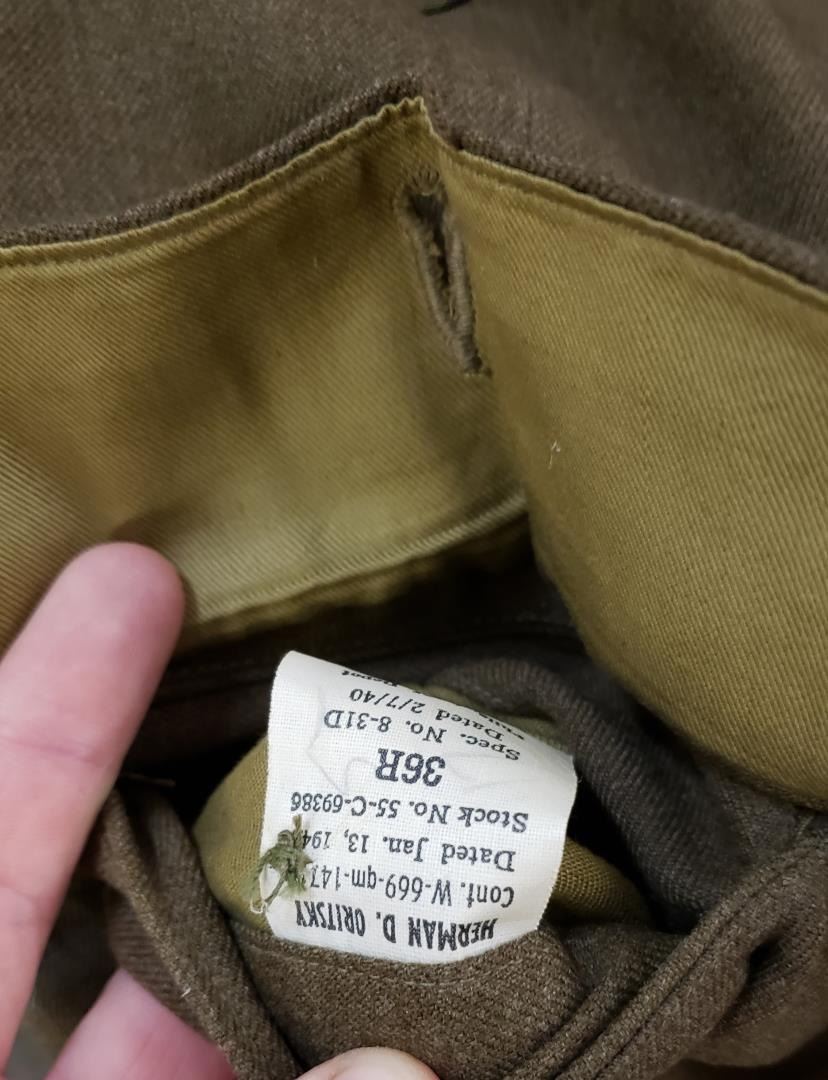 HERMAN D. ORITSKY
Cont. W-669-qm-147
Dated Jan. 13, 194
Stock No. 55-C-69386
36R
Spec. No. 8-31D
Dated 2/7/40
Depot